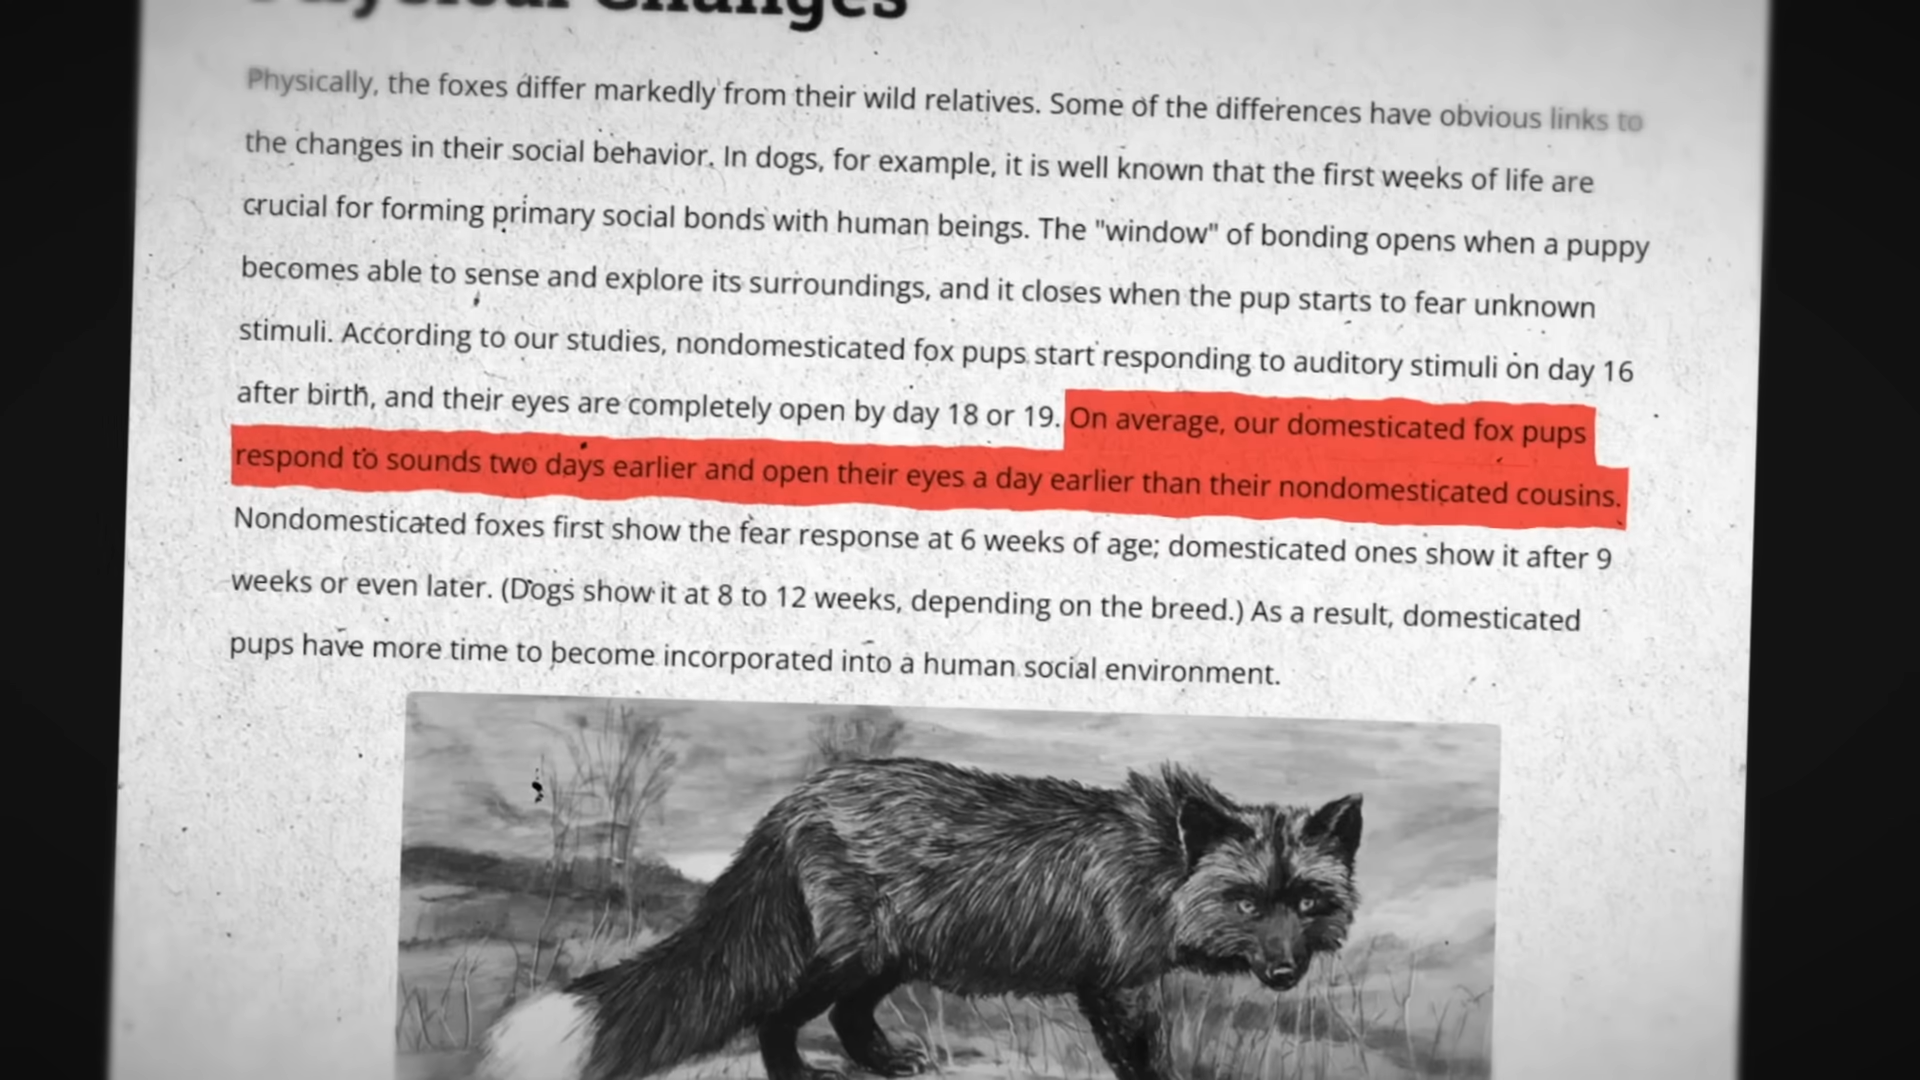 Physical Changes
Physically, the foxes differ markedly from their wild relatives. Some of the differences have obvious links to
the changes in their social behavior. In dogs, for example, it is well known that the first weeks of life are
crucial for forming primary social bonds with human beings. The "window" of bonding opens when a puppy
becomes able to sense and explore its surroundings, and it closes when the pup starts to fear unknown
stimuli. According to our studies, nondomesticated fox pups start responding to auditory stimuli on day 16
after birth, and their eyes are completely open by day 18 or 19. On average, our domesticated fox pups
respond to sounds two days earlier and open their eyes a day earlier than their nondomesticated cousins.
Nondomesticated foxes first show the fear response at 6 weeks of age; domesticated ones show it after 9
weeks or even later. (Dogs show it at 8 to 12 weeks, depending on the breed.) As a result, domesticated
pups have more time to become incorporated into a human social environment.